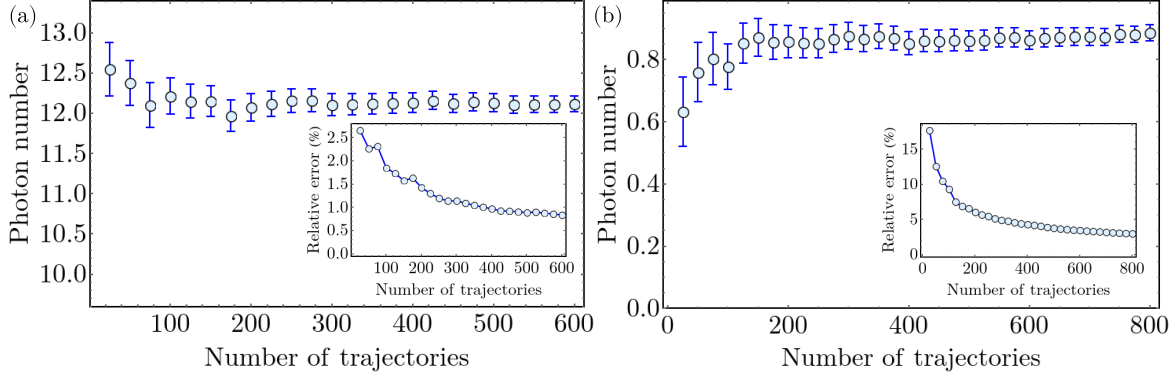 (a)
Photon number
13.0
12.5
12.0
11.5
11.0
10.5
10.0
100 200 300 400 500 600
Number of trajectories
Relative error (%)
2.5
2.0
1.5
1.0
0.5
0.0
100 200 300 400 500 600
Number of trajectories
(b)
Photon number
0.8
0.6
0.4
0.2
0.0
0 200 400 600 800
Number of trajectories
Relative error (%)
15
10
5
0
0 200 400 600 800
Number of trajectories